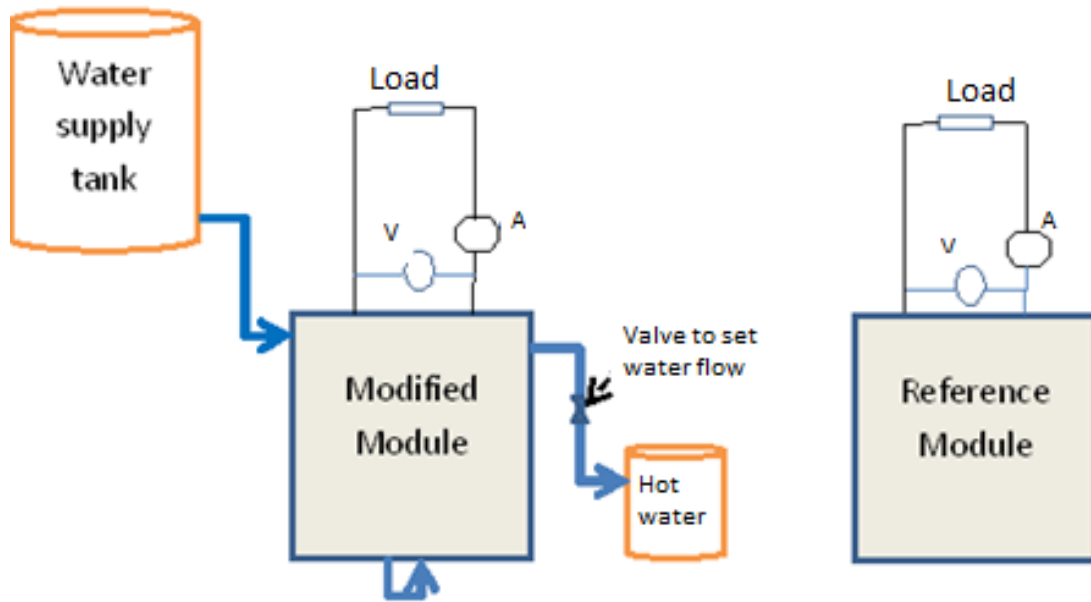 Water
supply
tank
Load
V
A
Modified
Module
Valve to set
water flow
Hot
water
Load
V
A
Reference
Module